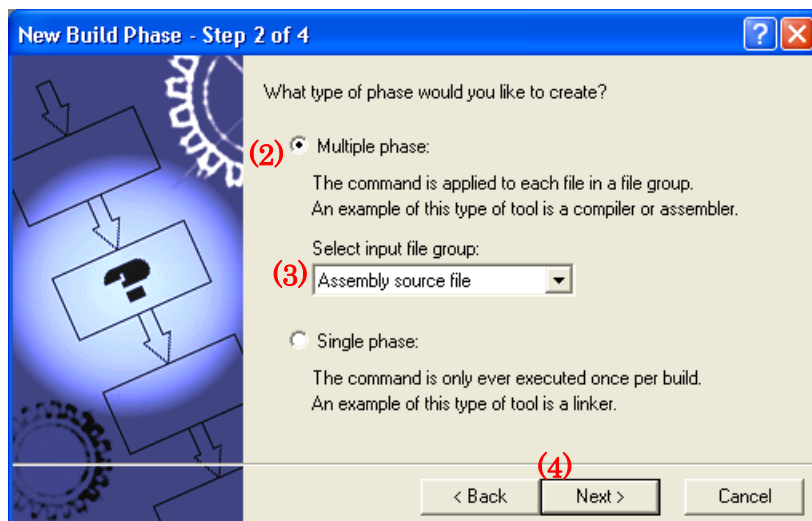 New Build Phase - Step 2 of 4
What type of phase would you like to create?
(2) Multiple phase:
The command is applied to each file in a file group.
An example of this type of tool is a compiler or assembler.
Select input file group:
(3) Assembly source file
Single phase:
The command is only ever executed once per build.
An example of this type of tool is a linker.
(4)
< Back Next > Cancel